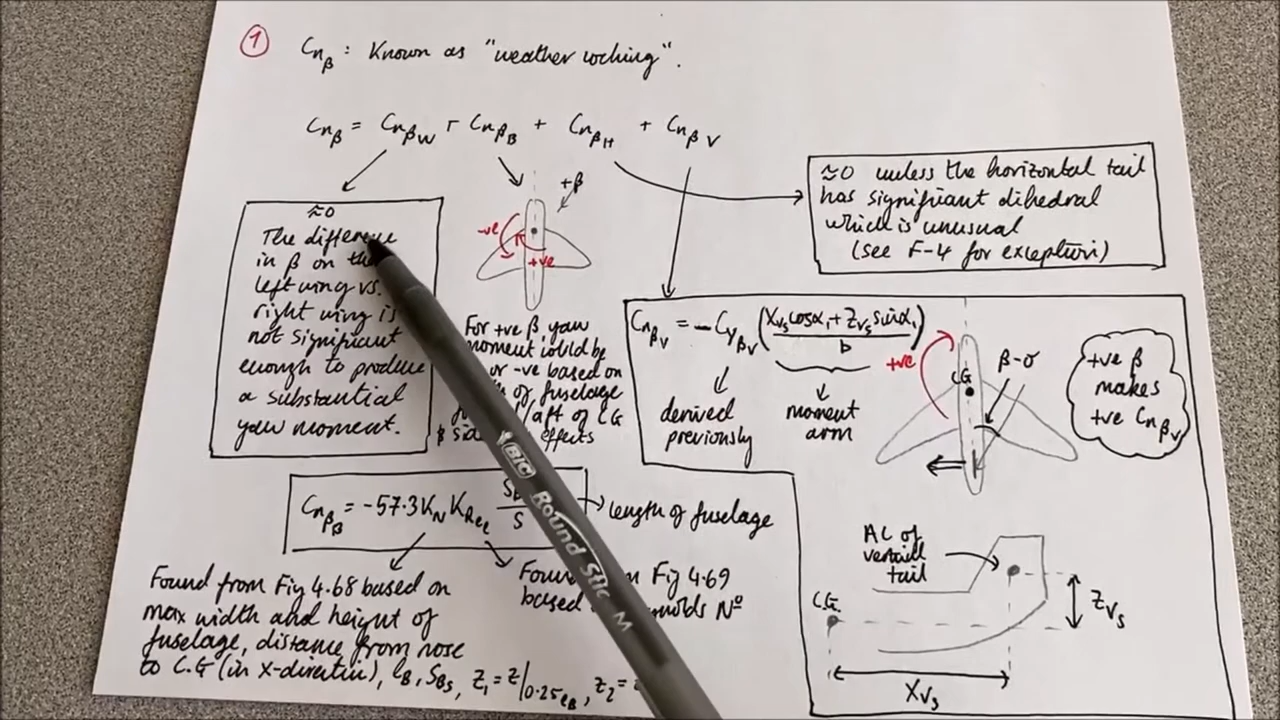 1
Cnβ : Known as "weather cocking".
Cnβ = CnβW + CnβB + CnβH + CnβV
≈0
The difference
in β on the
left wing vs.
right wing is
not significant
enough to produce
a substantial
yaw moment.
+β
-ve
+ve
For +ve β, yaw
moment could be
or -ve based on
of, fuselage
aft of CG
& effects
≈0 unless the horizontal tail
has significant dihedral
which is unusual
(see F-4 for exception)
CnβV = -CyβV (XVs cosα1 + ZVs sinα1 / b)
derived
previously
moment
arm
+ve
CG
β-σ
+ve β
makes
+ve CnβV
CnβB = -57.3 KN KRel S
length of fuselage
Found from Fig 4.68 based on
max width and height of
fuselage, distance from nose
to C.G (in X-direction), lB, SBs, Z1 = Z/0.25lB, Z2 =
Fig 4.69
based Nº
AC of
vertical
tail
C.G.
ZVs
XVs
BIC Round Stic M